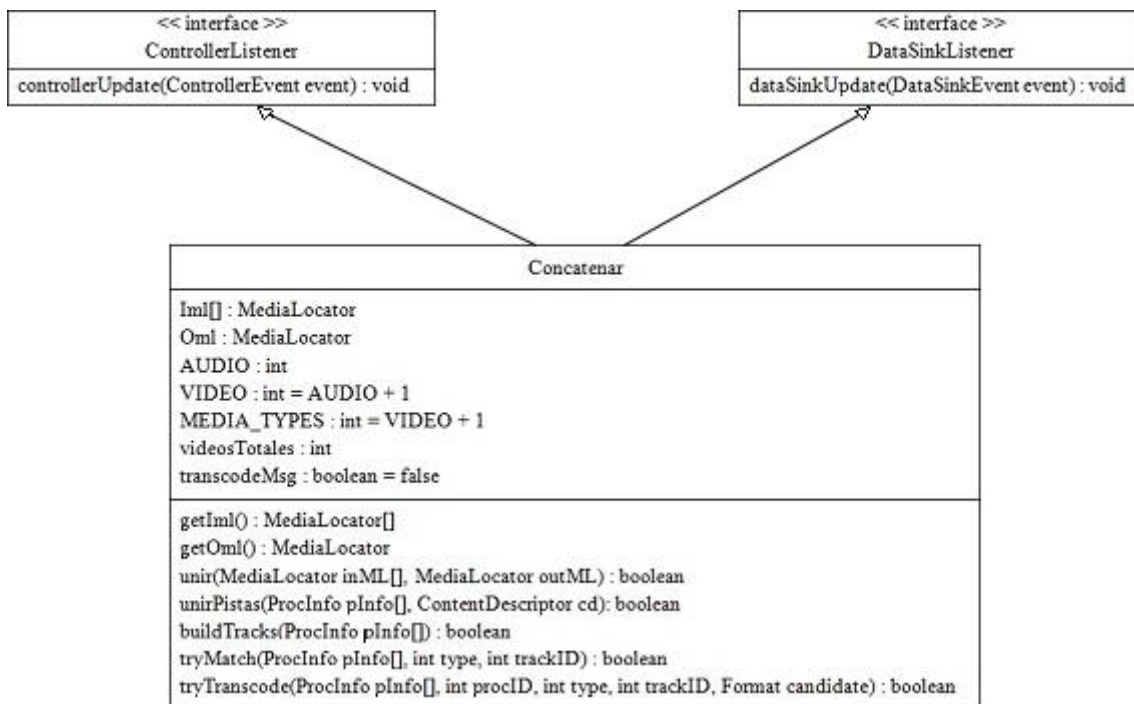 << interface >>
ControllerListener
controllerUpdate(ControllerEvent event) : void
<< interface >>
DataSinkListener
dataSinkUpdate(DataSinkEvent event) : void
Concatenar
Iml[] : MediaLocator
Oml : MediaLocator
AUDIO : int
VIDEO : int = AUDIO + 1
MEDIA_TYPES : int = VIDEO + 1
videosTotales : int
transcodeMsg : boolean = false
getIml() : MediaLocator[]
getOml() : MediaLocator
unir(MediaLocator inML[], MediaLocator outML) : boolean
unirPistas(ProcInfo pInfo[], ContentDescriptor cd): boolean
buildTracks(ProcInfo pInfo[]) : boolean
tryMatch(ProcInfo pInfo[], int type, int trackID) : boolean
tryTranscode(ProcInfo pInfo[], int procID, int type, int trackID, Format candidate) : boolean